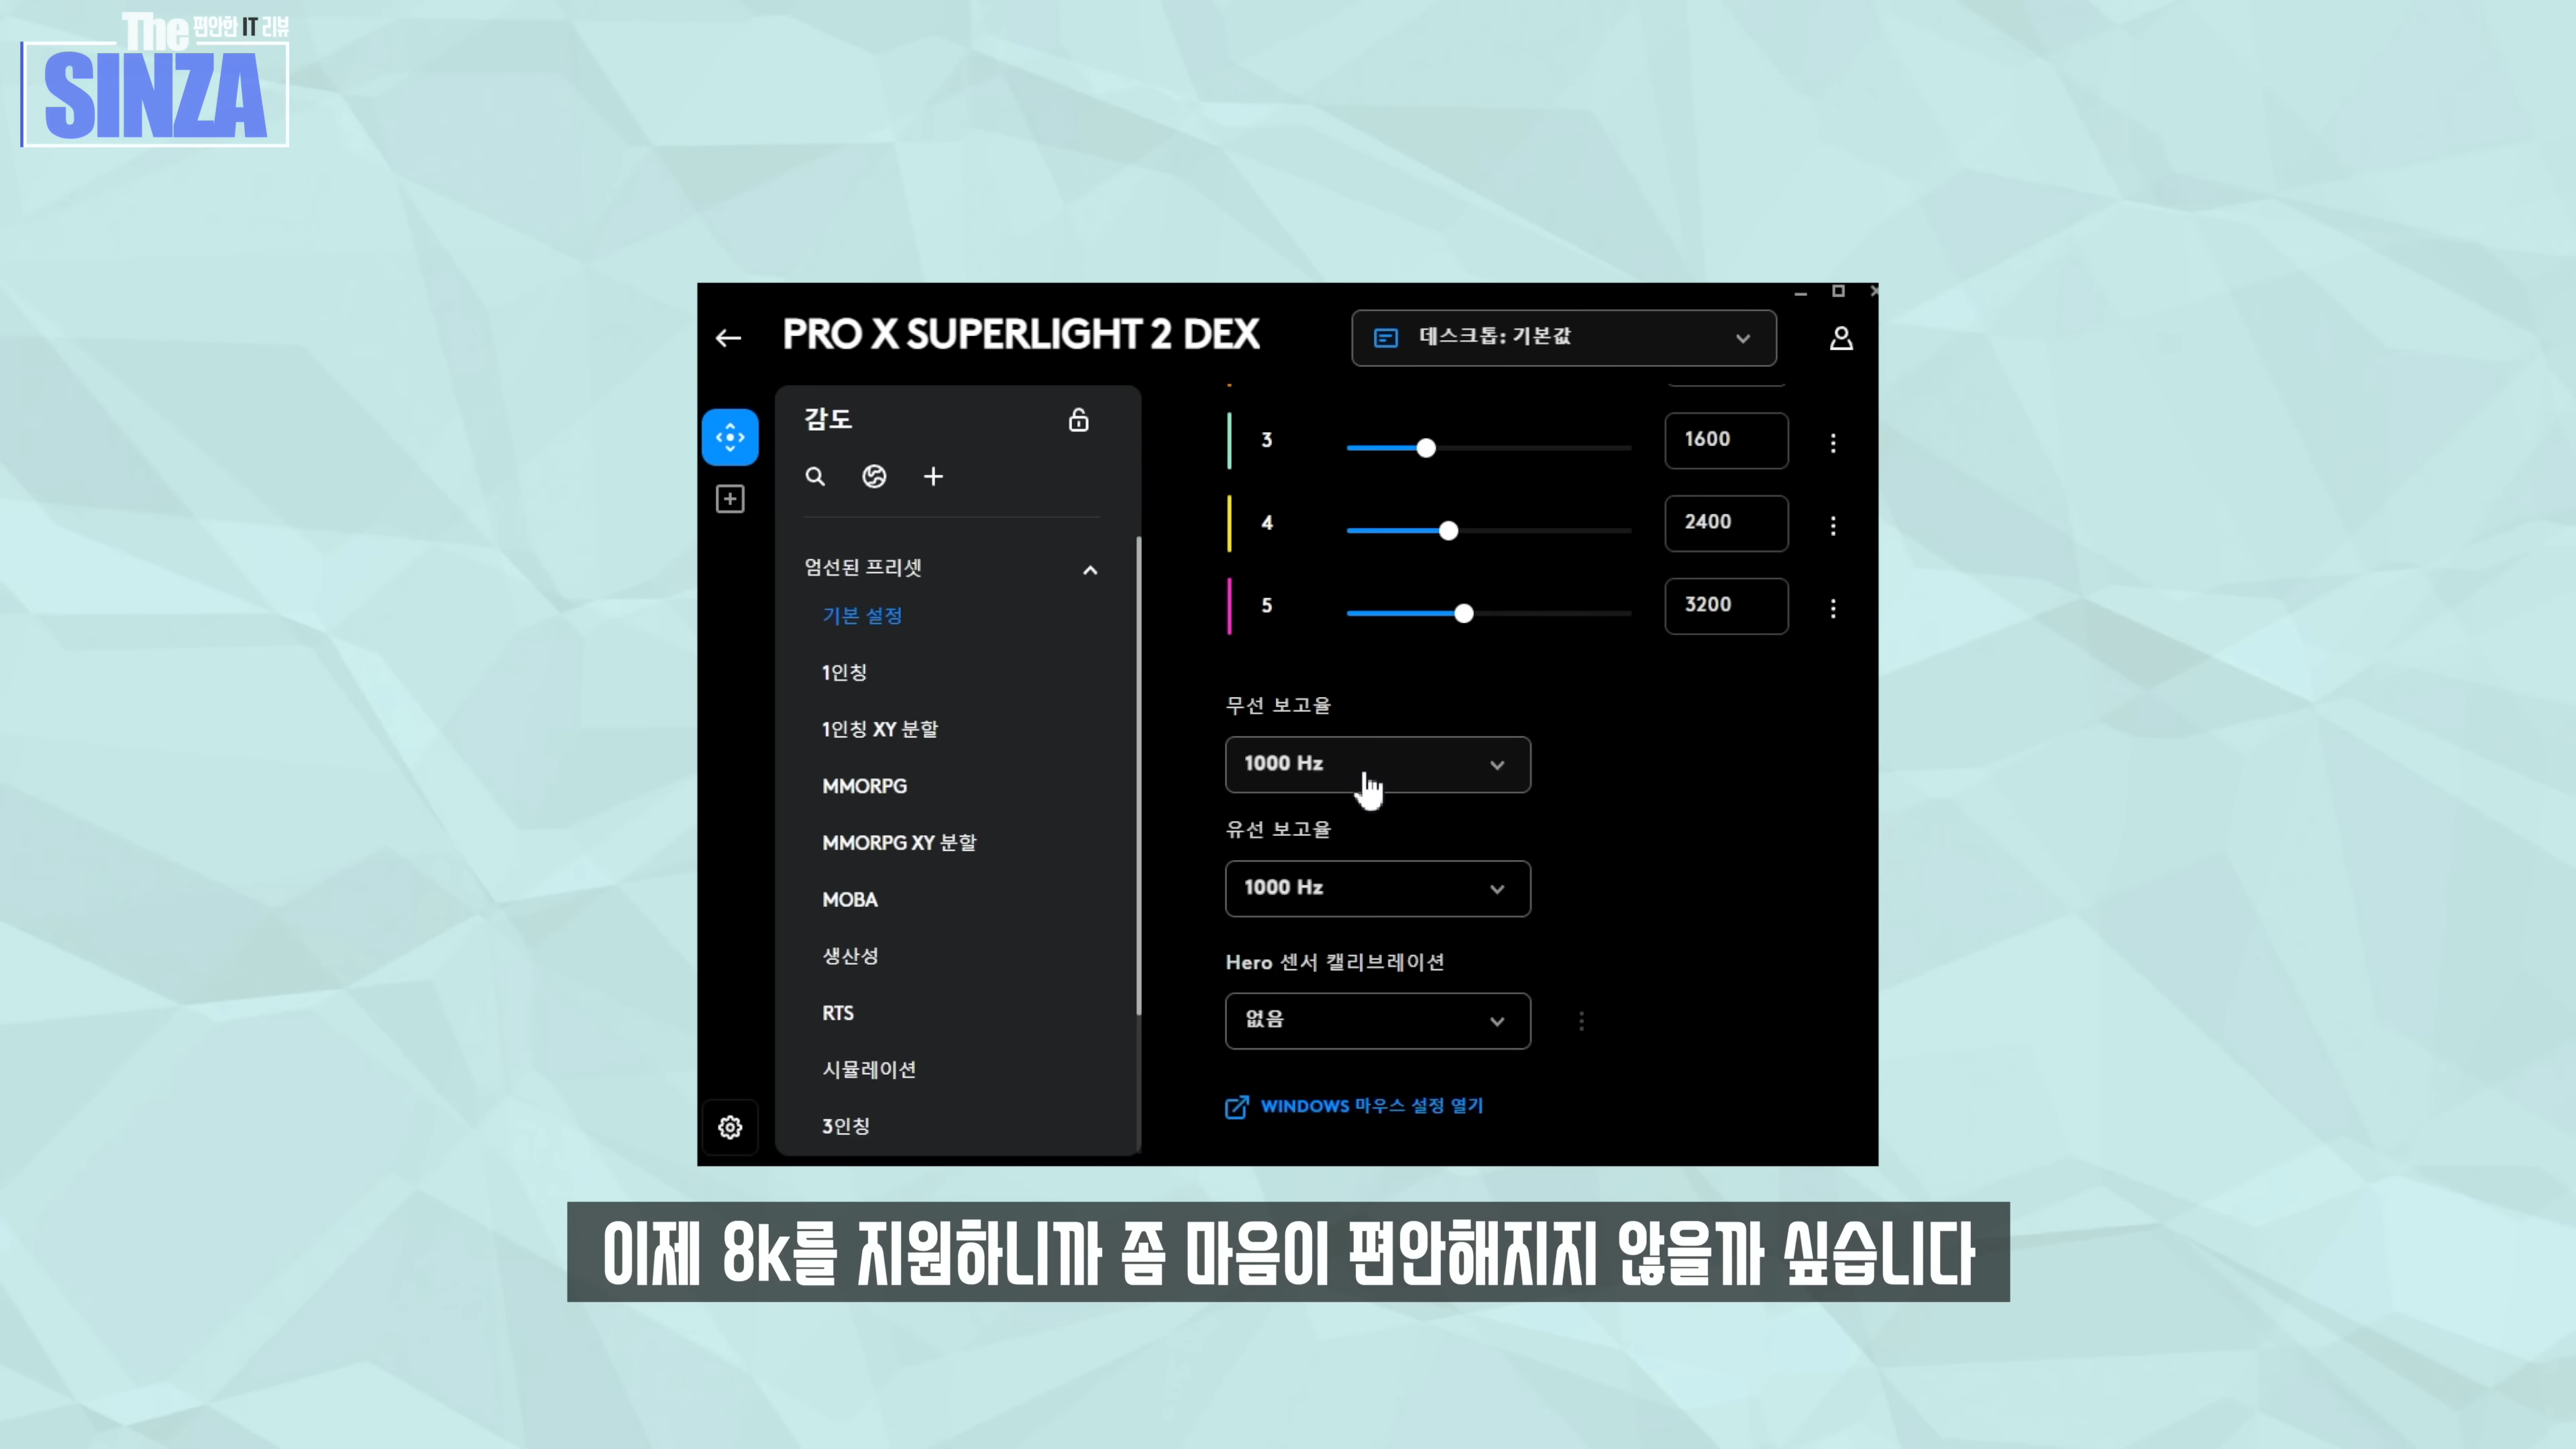 The 편안한 IT 리뷰
SINZA
PRO X SUPERLIGHT 2 DEX
데스크톱: 기본값
감도
엄선된 프리셋
기본 설정
1인칭
1인칭 XY 분할
MMORPG
MMORPG XY 분할
MOBA
생산성
RTS
시뮬레이션
3인칭
3
1600
4
2400
5
3200
무선 보고율
1000 Hz
유선 보고율
1000 Hz
Hero 센서 캘리브레이션
없음
WINDOWS 마우스 설정 열기
이제 8k를 지원하니까 좀 마음이 편안해지지 않을까 싶습니다